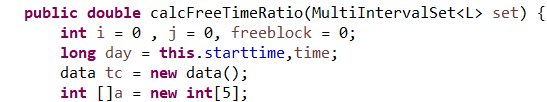 public double calcFreeTimeRatio(MultiIntervalSet<L> set) {
int i = 0 , j = 0, freeblock = 0;
long day = this.starttime,time;
data tc = new data();
int []a = new int[5];